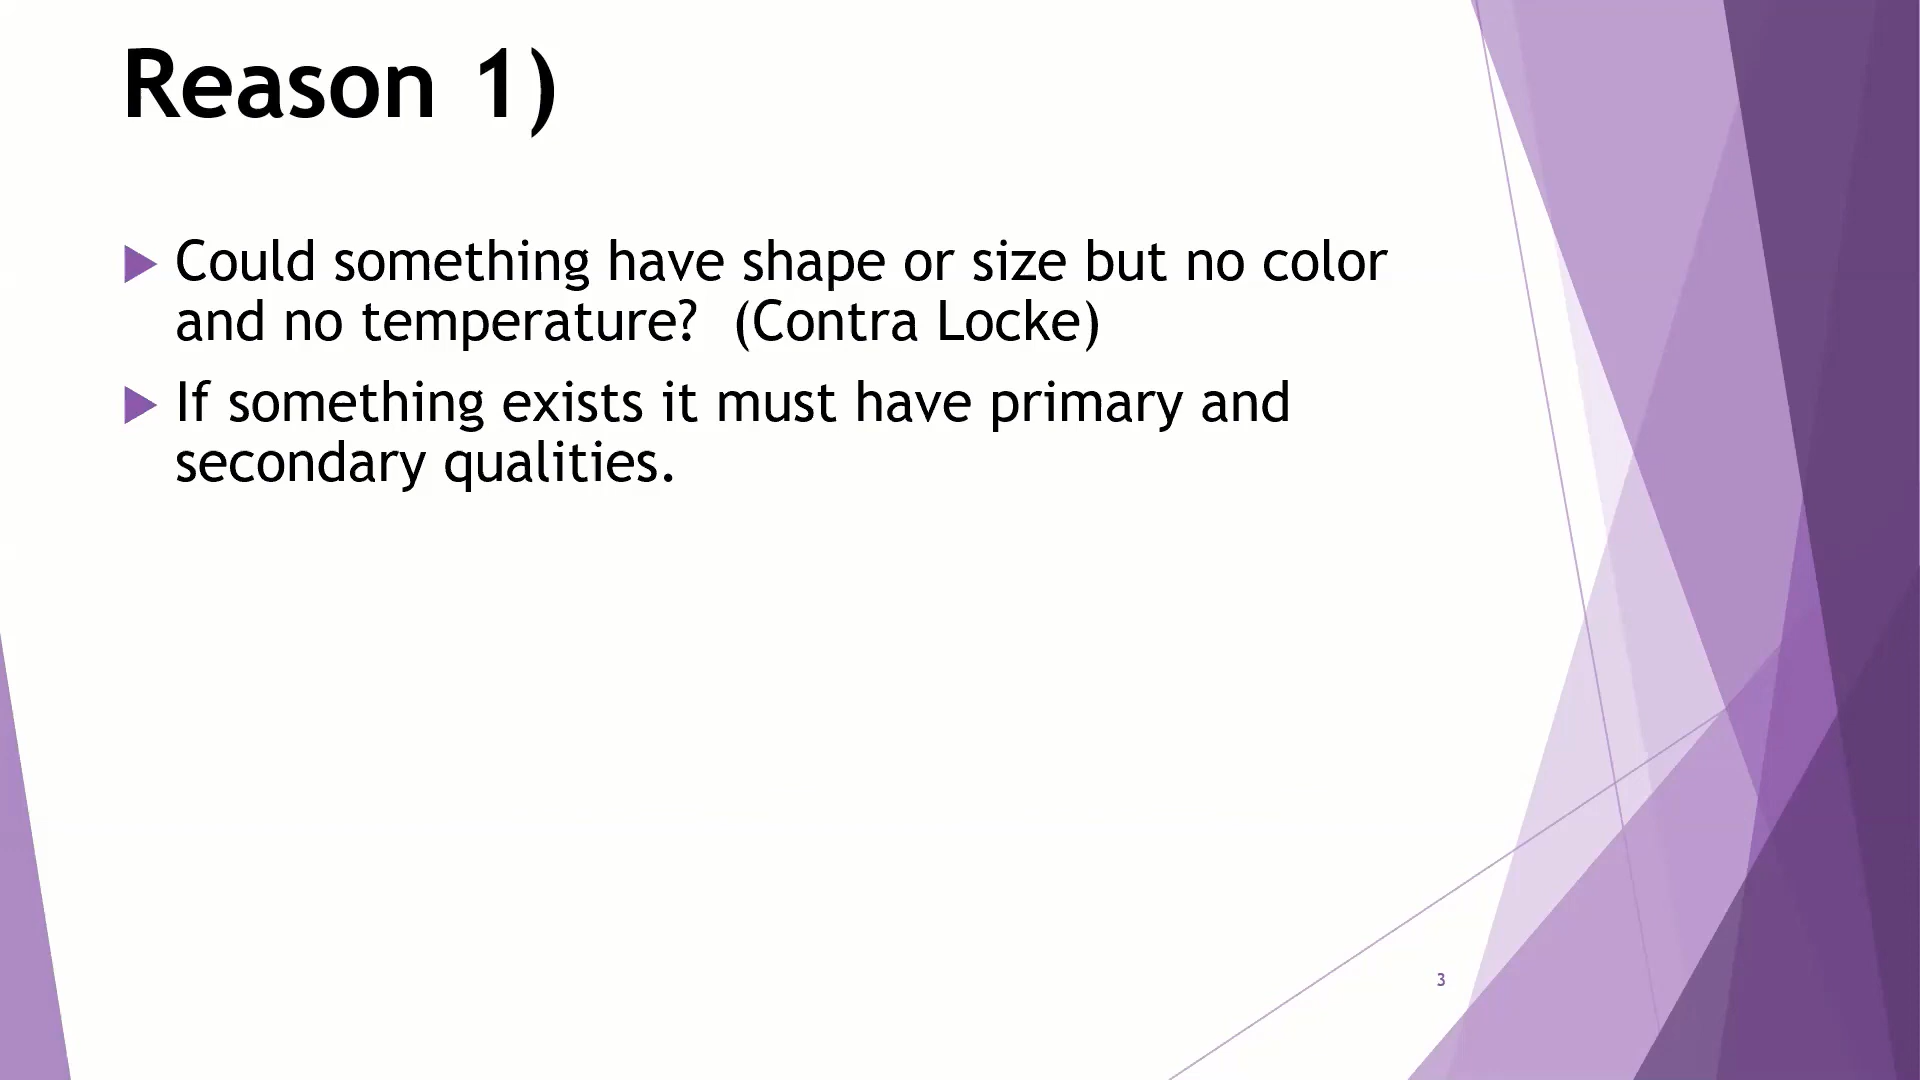 Reason 1)
Could something have shape or size but no color
and no temperature?  (Contra Locke)
If something exists it must have primary and
secondary qualities.
3